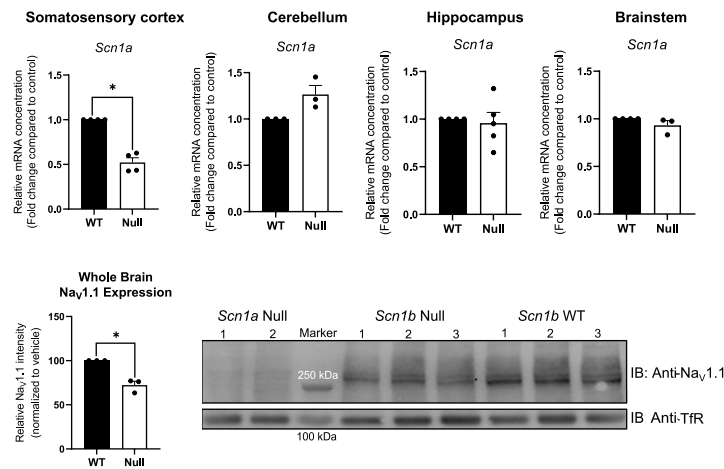 Somatosensory cortex
Scn1a
Relative mRNA concentration
(Fold change compared to control)
1.5
1.0
0.5
0.0
*
WT
Null
Cerebellum
Scn1a
Relative mRNA concentration
(Fold change compared to control)
1.5
1.0
0.5
0.0
WT
Null
Hippocampus
Scn1a
Relative mRNA concentration
(Fold change compared to control)
1.5
1.0
0.5
0.0
WT
Null
Brainstem
Scn1a
Relative mRNA concentration
(Fold change compared to control)
1.5
1.0
0.5
0.0
WT
Null
Whole Brain
NaV1.1 Expression
Relative NaV1.1 intensity
(normalized to vehicle)
100
75
50
25
0
*
WT
Null
Scn1a Null
Scn1b Null
Scn1b WT
1 2 Marker 1 2 3 1 2 3
250 kDa
IB: Anti-NaV1.1
IB Anti-TfR
100 kDa